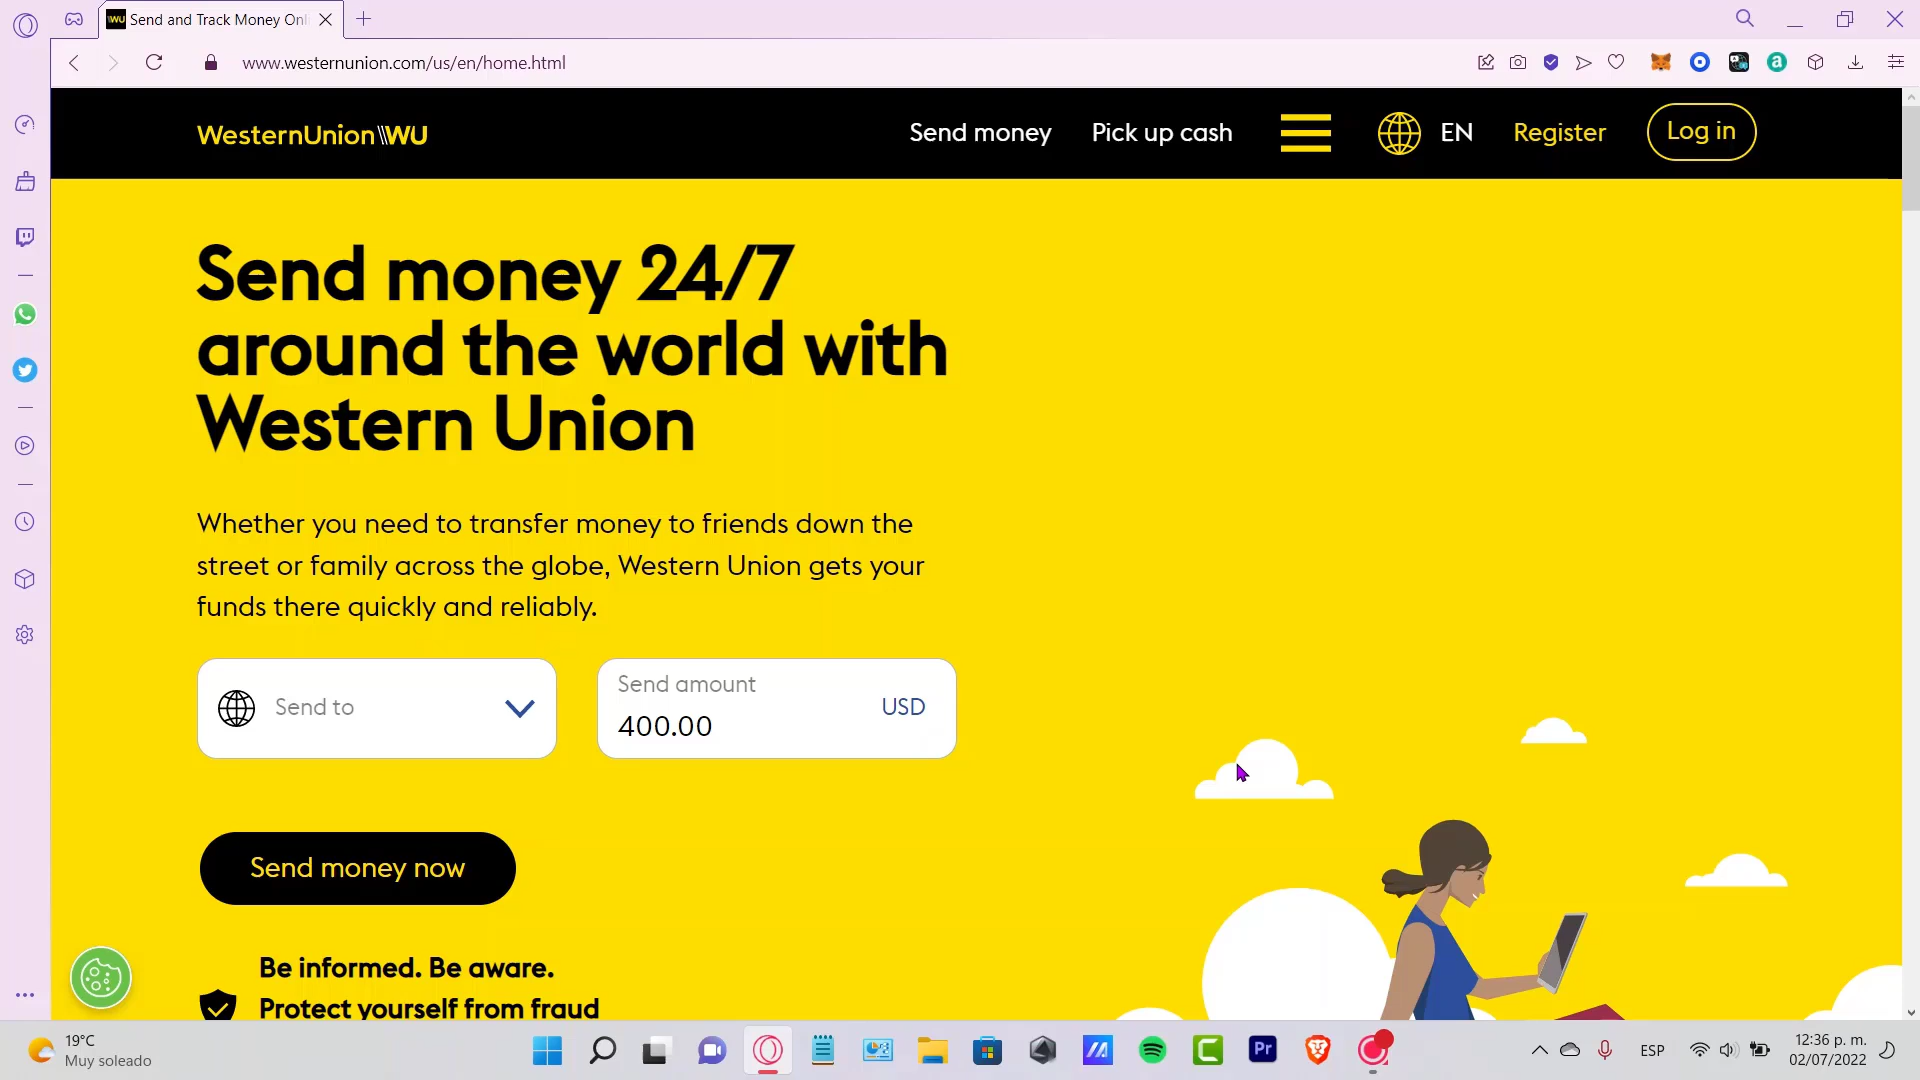 WU Send and Track Money Onl
www.westernunion.com/us/en/home.html
WesternUnion WU
Send money
Pick up cash
EN
Register
Log in
Send money 24/7
around the world with
Western Union
Whether you need to transfer money to friends down the
street or family across the globe, Western Union gets your
funds there quickly and reliably.
Send to
Send amount
400.00
USD
Send money now
Be informed. Be aware.
Protect yourself from fraud
19°C
Muy soleado
Pr
ESP
12:36 p. m.
02/07/2022